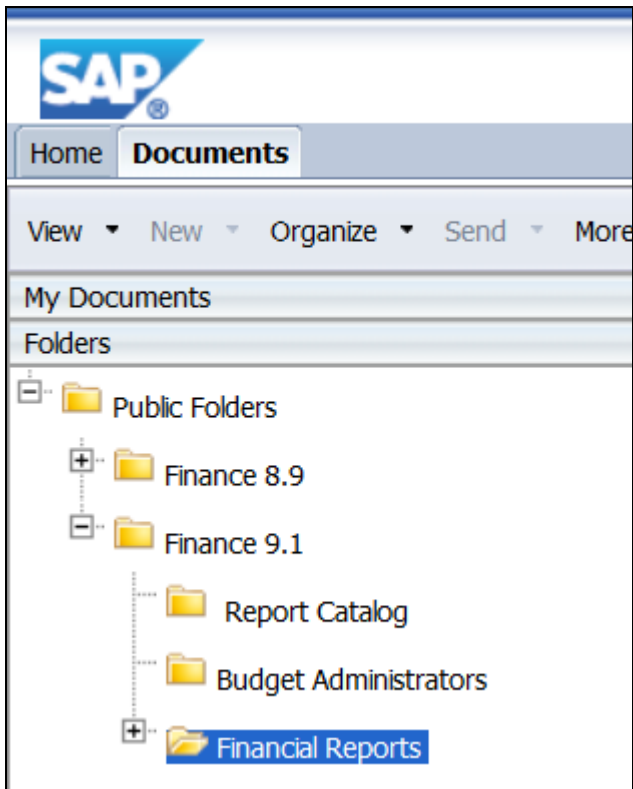 SAP®
Home Documents
View New Organize Send More
My Documents
Folders
Public Folders
Finance 8.9
Finance 9.1
Report Catalog
Budget Administrators
Financial Reports